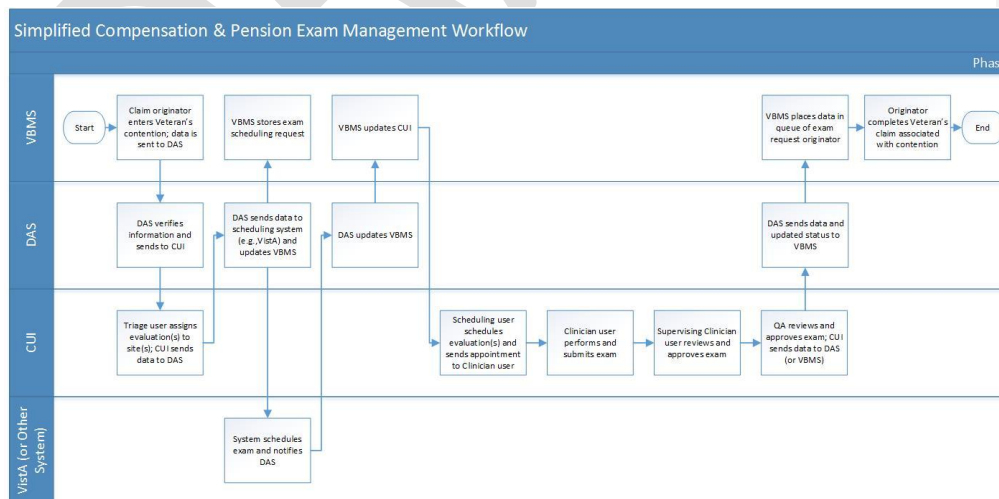 Simplified Compensation & Pension Exam Management Workflow
Phas
VBMS
Start
Claim originator
enters Veteran's
contention; data is
sent to DAS
VBMS stores exam
scheduling request
VBMS updates CUI
VBMS places data in
queue of exam
request originator
Originator
completes Veteran's
claim associated
with contention
End
DAS
DAS verifies
information and
sends to CUI
DAS sends data to
scheduling system
(e.g.,VistA) and
updates VBMS
DAS updates VBMS
DAS sends data and
updated status to
VBMS
CUI
Triage user assigns
evaluation(s) to
site(s); CUI sends
data to DAS
Scheduling user
schedules
evaluation(s) and
sends appointment
to Clinician user
Clinician user
performs and
submits exam
Supervising Clinician
user reviews and
approves exam
QA reviews and
approves exam; CUI
sends data to DAS
(or VBMS)
VistA (or Other
System)
System schedules
exam and notifies
DAS